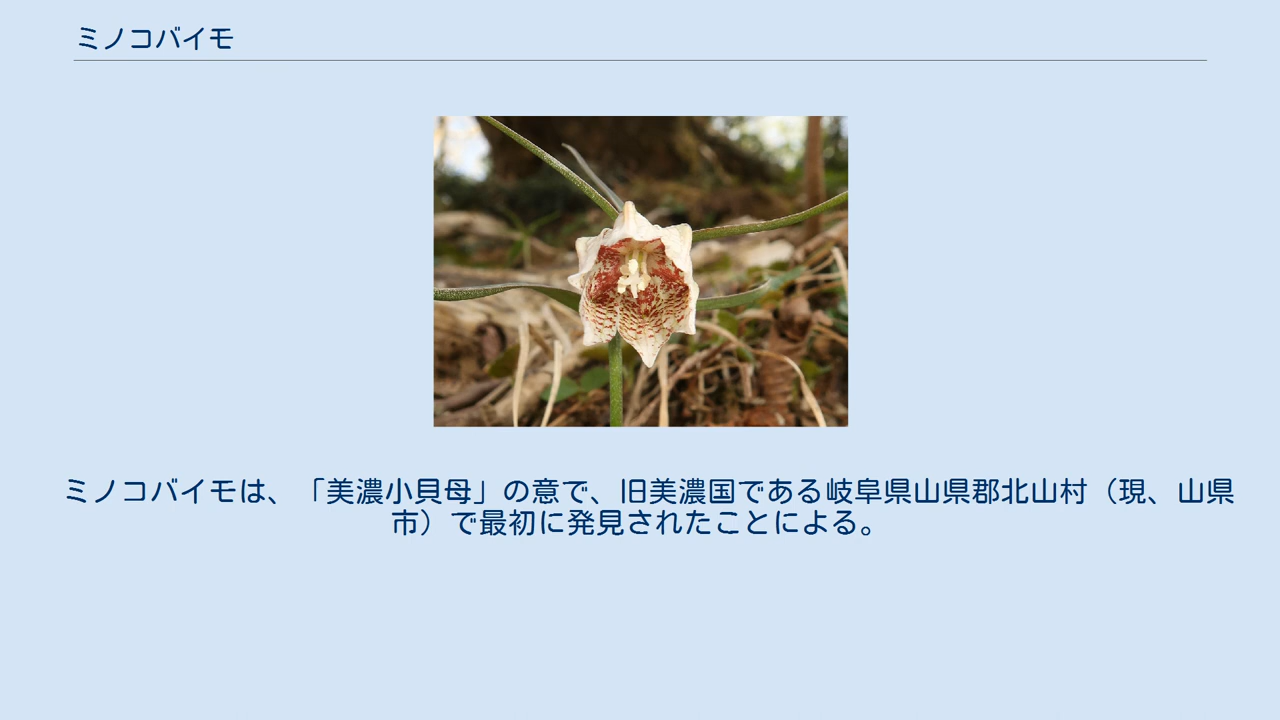 ミノコバイモ
ミノコバイモは、「美濃小貝母」の意で、旧美濃国である岐阜県山県郡北山村（現、山県
市）で最初に発見されたことによる。